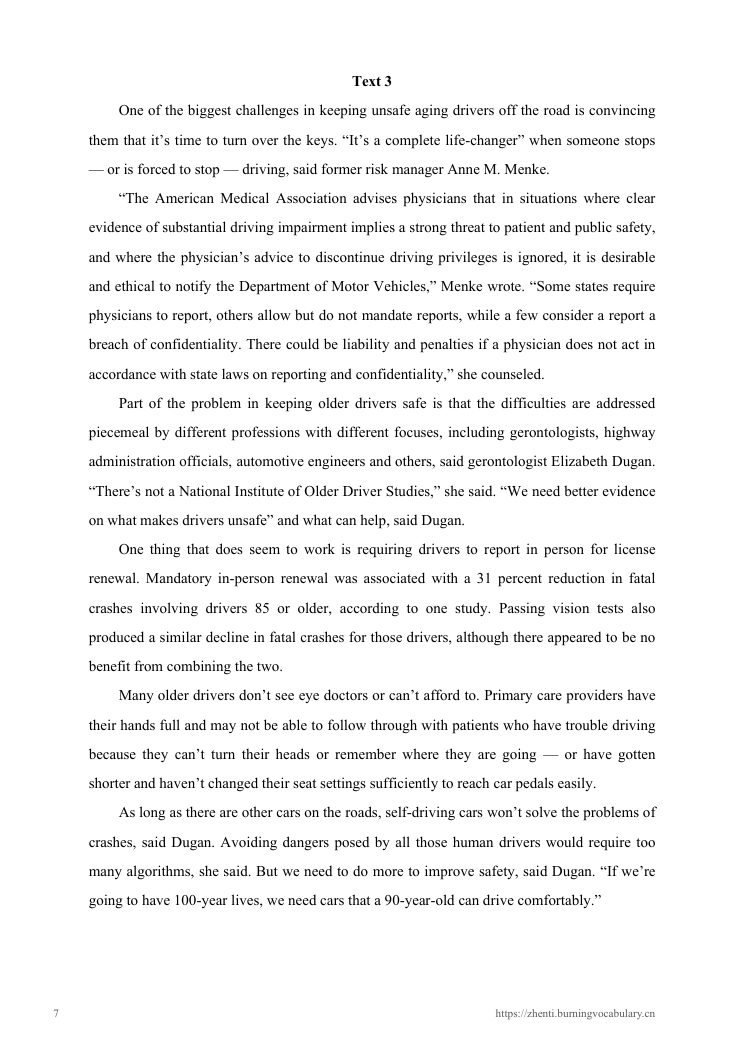 Text 3
One of the biggest challenges in keeping unsafe aging drivers off the road is convincing
them that it's time to turn over the keys. “It's a complete life-changer” when someone stops
— or is forced to stop — driving, said former risk manager Anne M. Menke.
“The American Medical Association advises physicians that in situations where clear
evidence of substantial driving impairment implies a strong threat to patient and public safety,
and where the physician's advice to discontinue driving privileges is ignored, it is desirable
and ethical to notify the Department of Motor Vehicles,” Menke wrote. “Some states require
physicians to report, others allow but do not mandate reports, while a few consider a report a
breach of confidentiality. There could be liability and penalties if a physician does not act in
accordance with state laws on reporting and confidentiality,” she counseled.
Part of the problem in keeping older drivers safe is that the difficulties are addressed
piecemeal by different professions with different focuses, including gerontologists, highway
administration officials, automotive engineers and others, said gerontologist Elizabeth Dugan.
“There's not a National Institute of Older Driver Studies,” she said. “We need better evidence
on what makes drivers unsafe” and what can help, said Dugan.
One thing that does seem to work is requiring drivers to report in person for license
renewal. Mandatory in-person renewal was associated with a 31 percent reduction in fatal
crashes involving drivers 85 or older, according to one study. Passing vision tests also
produced a similar decline in fatal crashes for those drivers, although there appeared to be no
benefit from combining the two.
Many older drivers don't see eye doctors or can't afford to. Primary care providers have
their hands full and may not be able to follow through with patients who have trouble driving
because they can't turn their heads or remember where they are going — or have gotten
shorter and haven't changed their seat settings sufficiently to reach car pedals easily.
As long as there are other cars on the roads, self-driving cars won't solve the problems of
crashes, said Dugan. Avoiding dangers posed by all those human drivers would require too
many algorithms, she said. But we need to do more to improve safety, said Dugan. “If we're
going to have 100-year lives, we need cars that a 90-year-old can drive comfortably.”
7
https://zhenti.burningvocabulary.cn